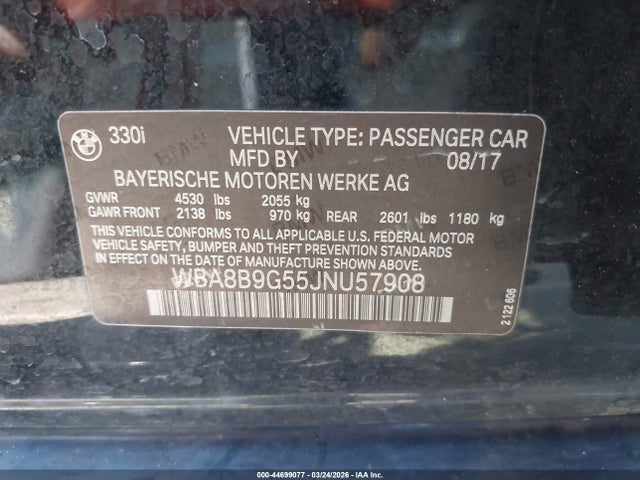 BMW 330i VEHICLE TYPE: PASSENGER CAR
MFD BY 08/17
BAYERISCHE MOTOREN WERKE AG
GVWR 4530 lbs 2055 kg
GAWR FRONT 2138 lbs 970 kg REAR 2601 lbs 1180 kg
THIS VEHICLE CONFORMS TO ALL APPLICABLE U.S. FEDERAL MOTOR
VEHICLE SAFETY, BUMPER AND THEFT PREVENTION STANDARDS
IN EFFECT ON THE DATE OF MANUFACTURE SHOWN ABOVE.
WBA8B9G55JNU57908
2 122 606
000-44699077 - 03/24/2026 - IAAI.COM